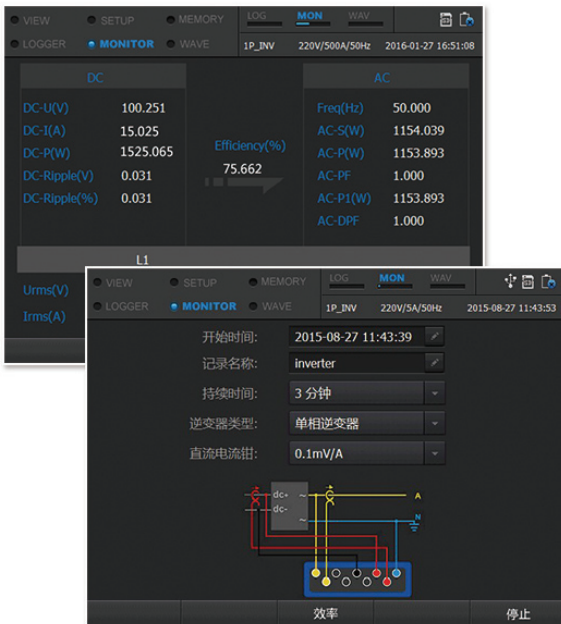 VIEW SETUP MEMORY LOG MON WAV
LOGGER MONITOR WAVE 1P_INV 220V/500A/50Hz 2016-01-27 16:51:08
DC AC
DC-U(V) 100.251 Freq(Hz) 50.000
DC-I(A) 15.025 AC-S(W) 1154.039
DC-P(W) 1525.065 Efficiency(%) AC-P(W) 1153.893
DC-Ripple(V) 0.031 75.662 AC-PF 1.000
DC-Ripple(%) 0.031 AC-P1(W) 1153.893
AC-DPF 1.000
L1
Urms(V)
Irms(A)
VIEW SETUP MEMORY LOG MON WAV
LOGGER MONITOR WAVE 1P_INV 220V/5A/50Hz 2015-08-27 11:43:53
开始时间: 2015-08-27 11:43:39
记录名称: inverter
持续时间: 3 分钟
逆变器类型: 单相逆变器
直流电流钳: 0.1mV/A
dc+ ~ A
dc- N
~
效率 停止